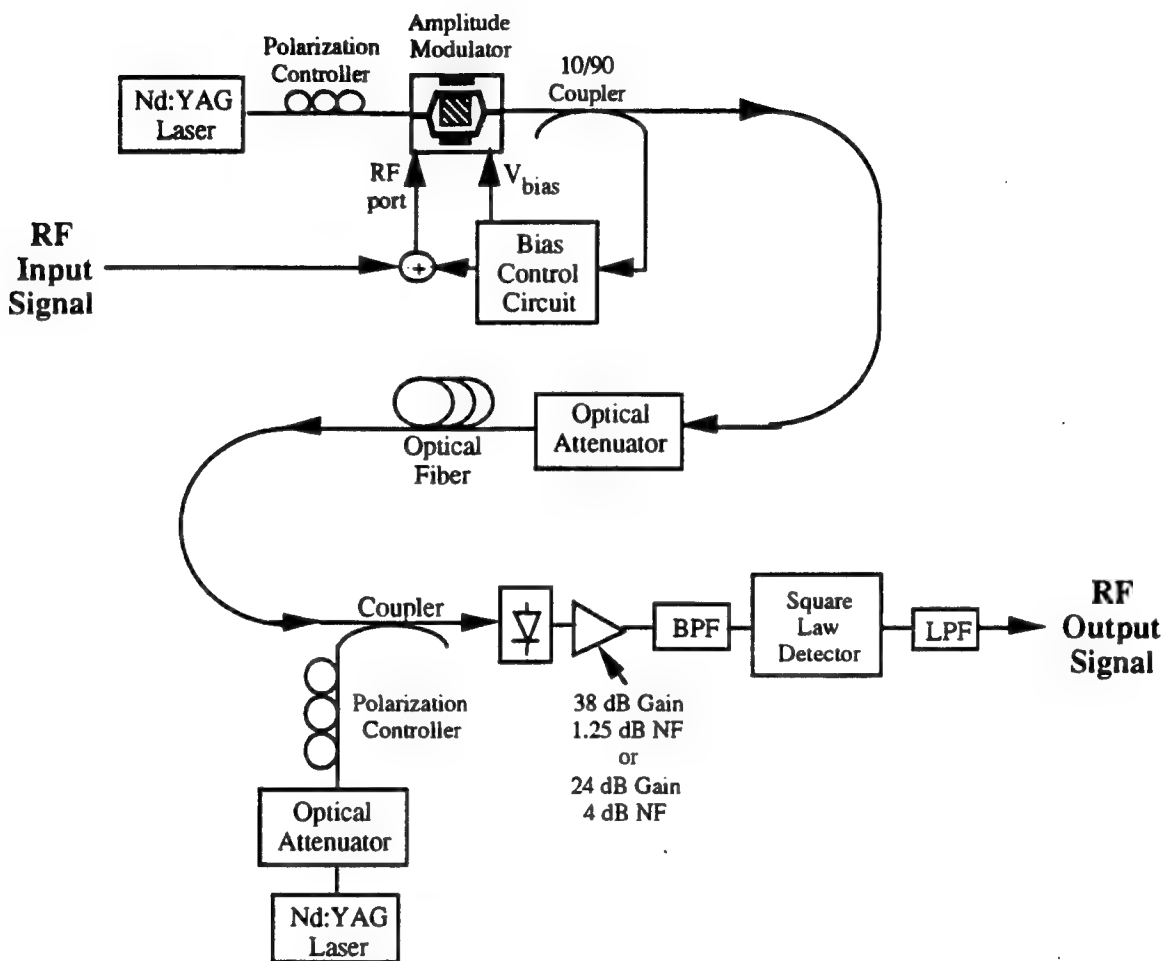 Amplitude
Modulator
Polarization
Controller
10/90
Coupler
Nd:YAG
Laser
RF
port
V_bias
RF
Input
Signal
+
Bias
Control
Circuit
Optical
Fiber
Optical
Attenuator
Coupler
BPF
Square
Law
Detector
LPF
RF
Output
Signal
Polarization
Controller
38 dB Gain
1.25 dB NF
or
24 dB Gain
4 dB NF
Optical
Attenuator
Nd:YAG
Laser